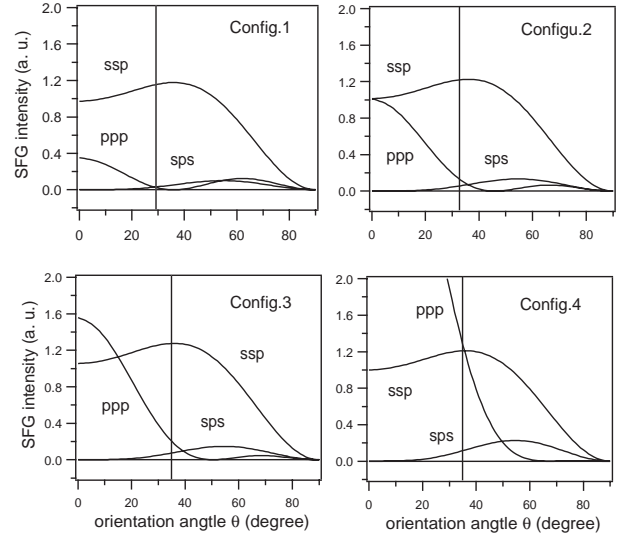 Config.1
SFG intensity (a. u.)
2.0
1.6
1.2
0.8
0.4
0.0
ssp
ppp
sps
0 20 40 60 80
Configu.2
2.0
1.6
1.2
0.8
0.4
0.0
ssp
ppp
sps
0 20 40 60 80
Config.3
SFG intensity (a. u.)
2.0
1.6
1.2
0.8
0.4
0.0
ssp
ppp
sps
0 20 40 60 80
orientation angtle θ (degree)
Config.4
2.0
1.6
1.2
0.8
0.4
0.0
ppp
ssp
sps
0 20 40 60 80
orientation angtle θ (degree)